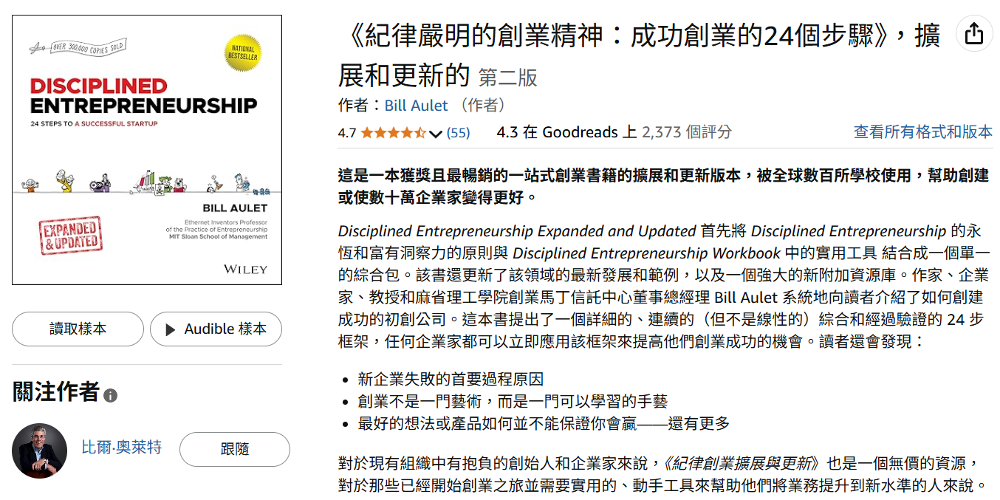 OVER 300,000 COPIES SOLD
NATIONAL
BESTSELLER
DISCIPLINED
ENTREPRENEURSHIP
24 STEPS TO A SUCCESSFUL STARTUP
BILL AULET
Ethernet Inventors Professor
of the Practice of Entrepreneurship
MIT Sloan School of Management
EXPANDED
& UPDATED
WILEY
讀取樣本
Audible 樣本
關注作者
比爾·奧萊特
跟隨
《紀律嚴明的創業精神：成功創業的24個步驟》，擴
展和更新的 第二版
作者：Bill Aulet （作者）
4.7 (55) 4.3 在 Goodreads 上 2,373 個評分 查看所有格式和版本
這是一本獲獎且最暢銷的一站式創業書籍的擴展和更新版本，被全球數百所學校使用，幫助創建
或使數十萬企業家變得更好。
Disciplined Entrepreneurship Expanded and Updated 首先將 Disciplined Entrepreneurship 的永
恆和富有洞察力的原則與 Disciplined Entrepreneurship Workbook 中的實用工具 結合成一個單一
的綜合包。該書還更新了該領域的最新發展和範例，以及一個強大的新附加資源庫。作家、企業
家、教授和麻省理工學院創業馬丁信託中心董事總經理 Bill Aulet 系統地向讀者介紹了如何創建
成功的初創公司。這本書提出了一個詳細的、連續的（但不是線性的）綜合和經過驗證的 24 步
框架，任何企業家都可以立即應用該框架來提高他們創業成功的機會。讀者還會發現：
• 新企業失敗的首要過程原因
• 創業不是一門藝術，而是一門可以學習的手藝
• 最好的想法或產品如何並不能保證你會贏——還有更多
對於現有組織中有抱負的創始人和企業家來說，《紀律創業擴展與更新》也是一個無價的資源，
對於那些已經開始創業之旅並需要實用的、動手工具來幫助他們將業務提升到新水準的人來說。